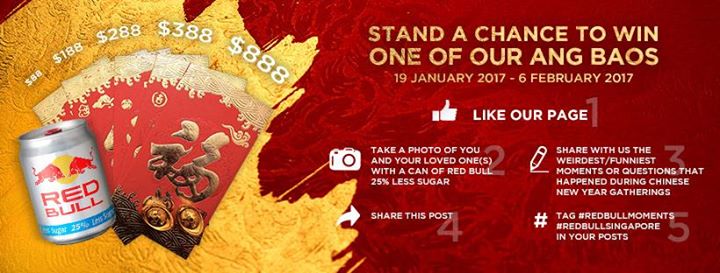 $88
$188
$288
$388
$888
RED
BULL
25% Less Sugar
福
STAND A CHANCE TO WIN
ONE OF OUR ANG BAOS
19 JANUARY 2017 - 6 FEBRUARY 2017
LIKE OUR PAGE 1
TAKE A PHOTO OF YOU
AND YOUR LOVED ONE(S)
WITH A CAN OF RED BULL
25% LESS SUGAR
2
SHARE WITH US THE
WEIRDEST/FUNNIEST
MOMENTS OR QUESTIONS THAT
HAPPENED DURING CHINESE
NEW YEAR GATHERINGS
3
SHARE THIS POST
4
# TAG #REDBULLMOMENTS
#REDBULLSINGAPORE
IN YOUR POSTS
5